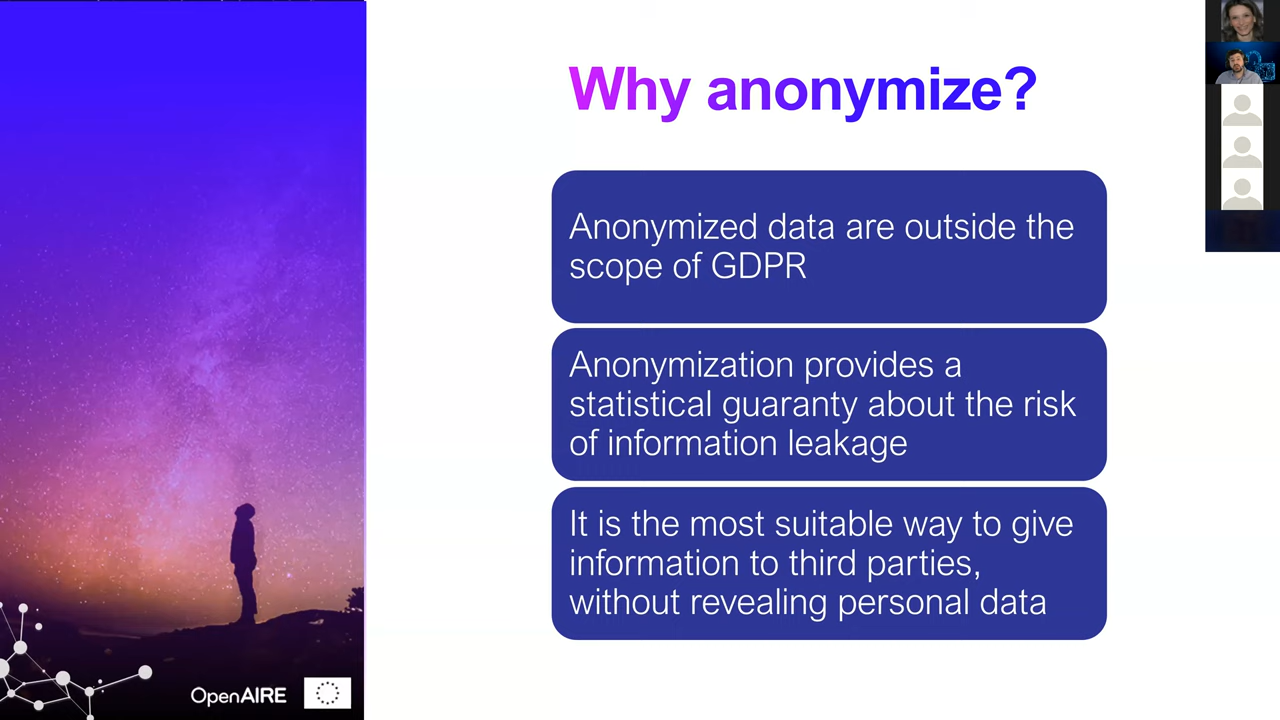 Why anonymize?
Anonymized data are outside the
scope of GDPR
Anonymization provides a
statistical guaranty about the risk
of information leakage
It is the most suitable way to give
information to third parties,
without revealing personal data
OpenAIRE